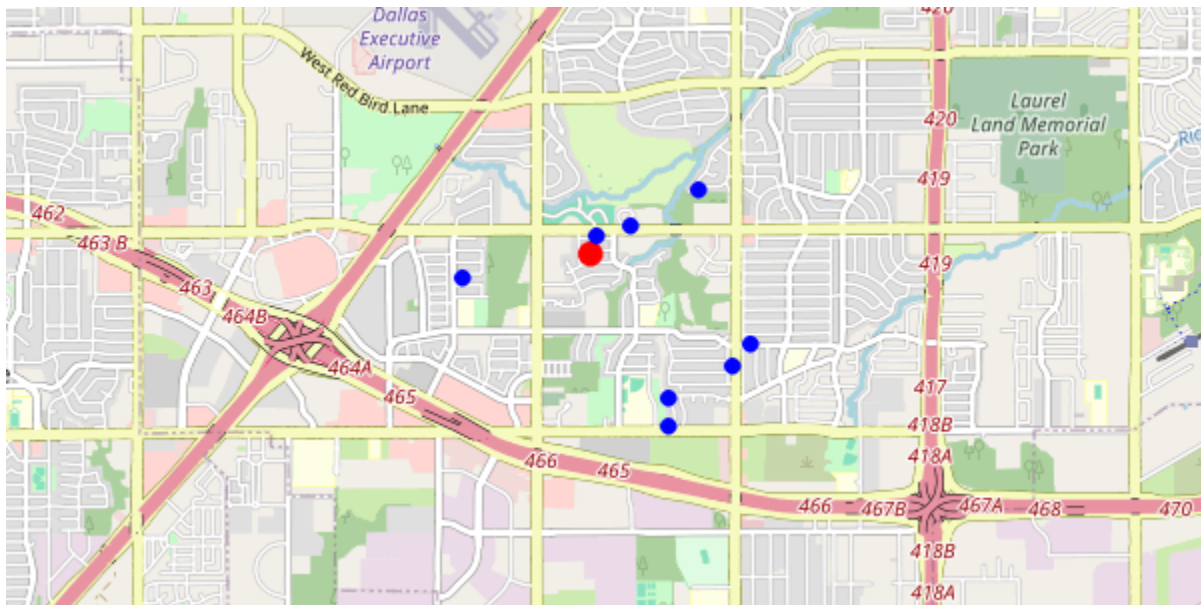 Dallas
Executive
Airport
West Red Bird Lane
420
Laurel
Land Memorial
Park
419
462
463 B
463
464B
464A
465
419
417
418B
418A
466
465
466
467B
467A
468
470
418B
418A